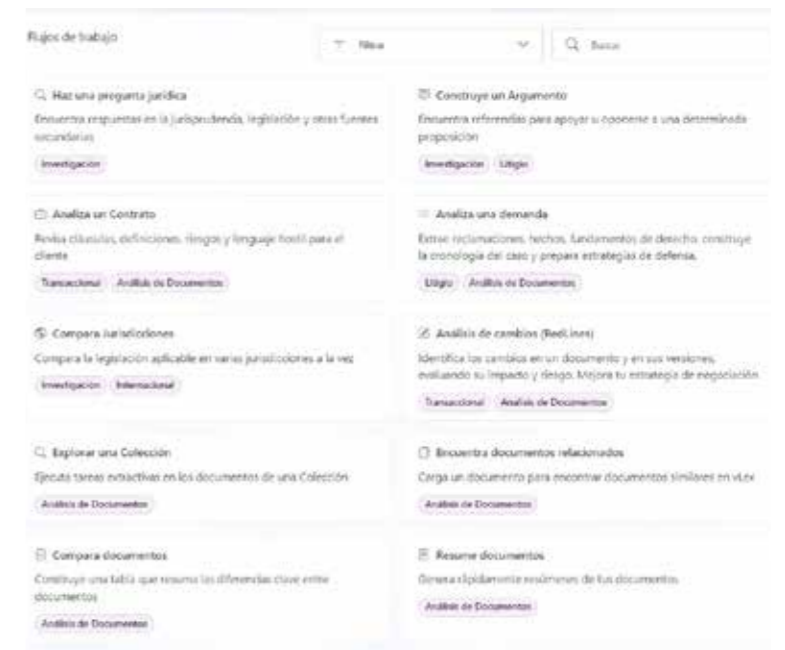 Flujos de trabajo
Filtrar
Buscar
Haz una pregunta jurídica
Encuentra respuestas en la jurisprudencia, legislación y otras fuentes
secundarias
Investigación
Construye un Argumento
Encuentra referencias para apoyar u oponerse a una determinada
proposición
Investigación Litigio
Analiza un Contrato
Revisa cláusulas, definiciones, riesgos y lenguaje hostil para el
cliente
Transaccional Análisis de Documentos
Analiza una demanda
Extrae reclamaciones, hechos, fundamentos de derecho, construye
la cronología del caso y prepara estrategias de defensa.
Litigio Análisis de Documentos
Compara Jurisdicciones
Compara la legislación aplicable en varias jurisdicciones a la vez
Investigación Internacional
Análisis de cambios (RedLines)
Identifica los cambios en un documento y en sus versiones,
evaluando su impacto y riesgo. Mejora tu estrategia de negociación
Transaccional Analisis de Documentos
Explorar una Colección
Ejecuta tareas extractivas en los documentos de una Colección
Análisis de Documentos
Encuentra documentos relacionados
Carga un documento para encontrar documentos similares en vLex
Análisis de Documentos
Compara documentos
Construye una tabla que resuma las diferencias clave entre
documentos
Análisis de Documentos
Resume documentos
Genera rápidamente resúmenes de tus documentos
Análisis de Documentos